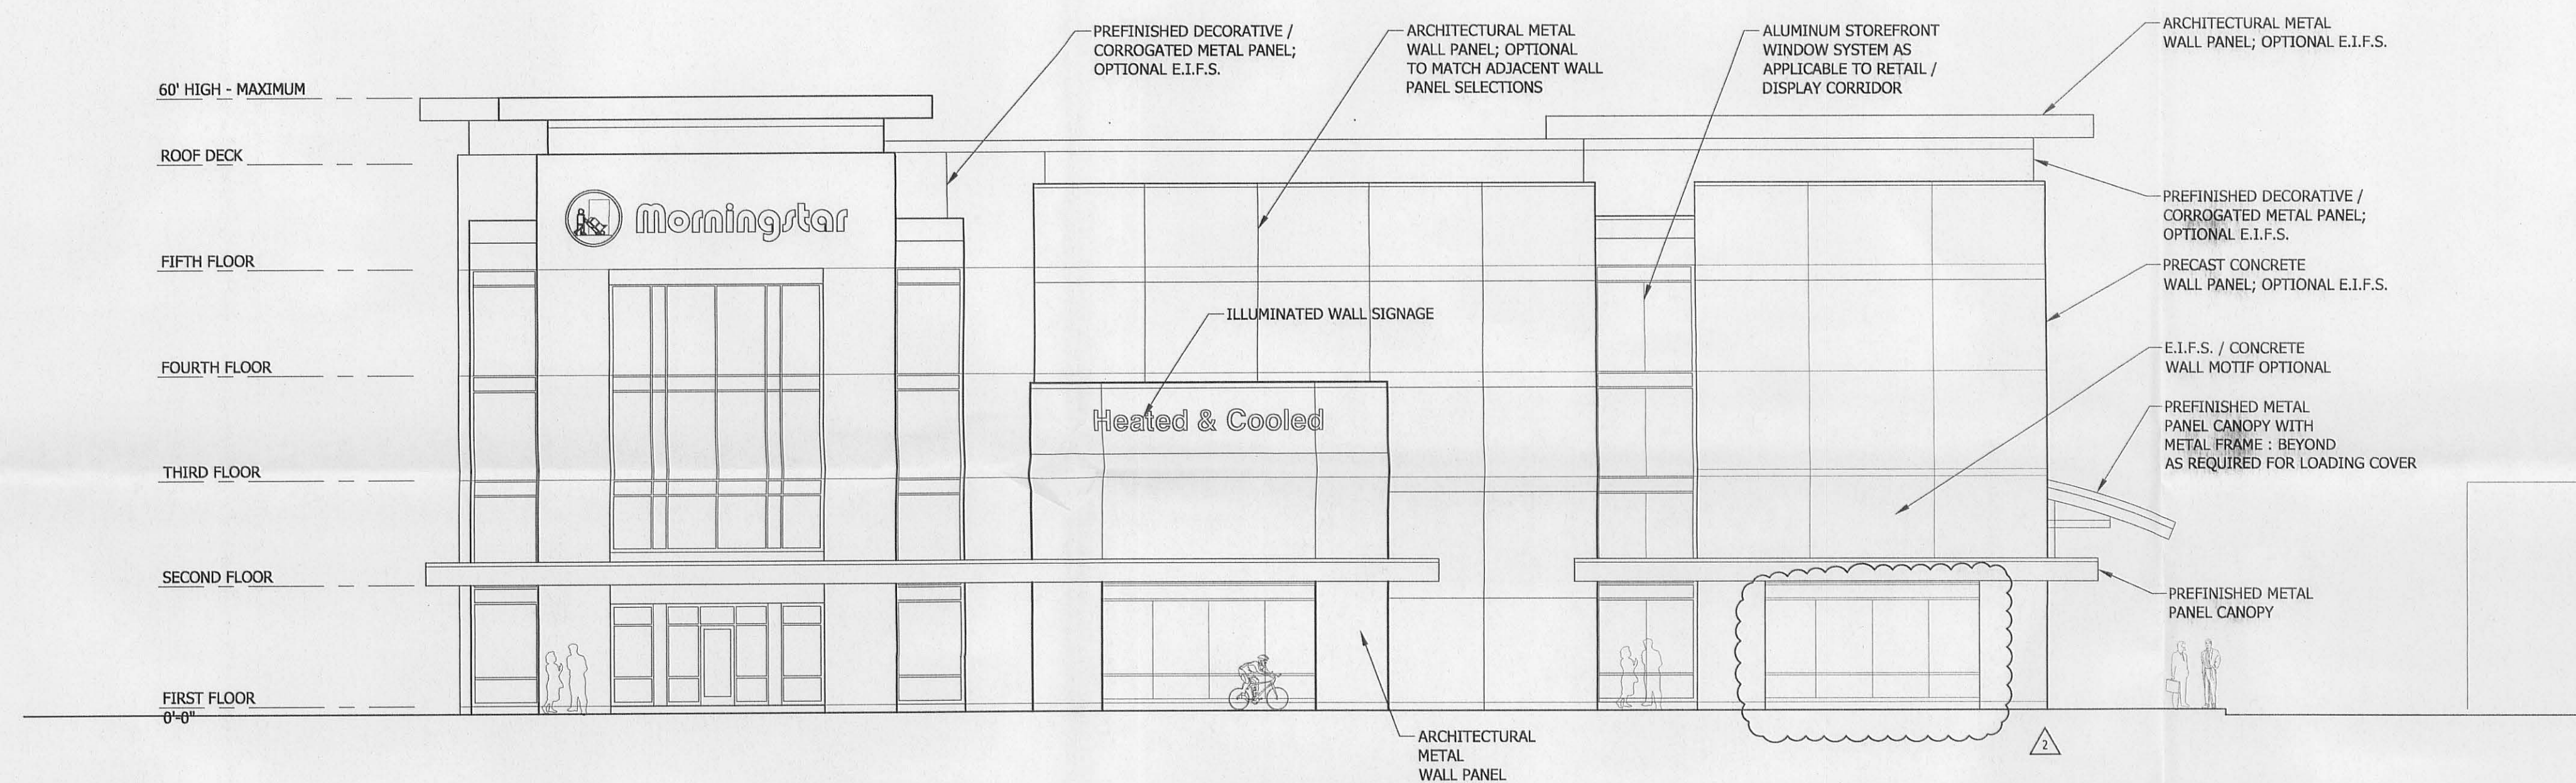 PREFINISHED DECORATIVE /
CORROGATED METAL PANEL;
OPTIONAL E.I.F.S.
ARCHITECTURAL METAL
WALL PANEL; OPTIONAL
TO MATCH ADJACENT WALL
PANEL SELECTIONS
ALUMINUM STOREFRONT
WINDOW SYSTEM AS
APPLICABLE TO RETAIL /
DISPLAY CORRIDOR
ARCHITECTURAL METAL
WALL PANEL; OPTIONAL E.I.F.S.
60' HIGH - MAXIMUM
ROOF DECK
FIFTH FLOOR
FOURTH FLOOR
THIRD FLOOR
SECOND FLOOR
FIRST FLOOR
0'-0"
Morningstar
ILLUMINATED WALL SIGNAGE
Heated & Cooled
PREFINISHED DECORATIVE /
CORROGATED METAL PANEL;
OPTIONAL E.I.F.S.
PRECAST CONCRETE
WALL PANEL; OPTIONAL E.I.F.S.
E.I.F.S. / CONCRETE
WALL MOTIF OPTIONAL
PREFINISHED METAL
PANEL CANOPY WITH
METAL FRAME : BEYOND
AS REQUIRED FOR LOADING COVER
PREFINISHED METAL
PANEL CANOPY
ARCHITECTURAL
METAL
WALL PANEL
2